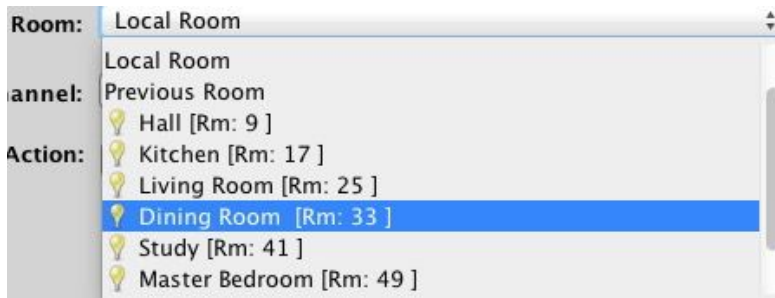 Room: Local Room
Local Room
annel: Previous Room
Hall [Rm: 9 ]
Action: Kitchen [Rm: 17 ]
Living Room [Rm: 25 ]
Dining Room  [Rm: 33 ]
Study [Rm: 41 ]
Master Bedroom [Rm: 49 ]